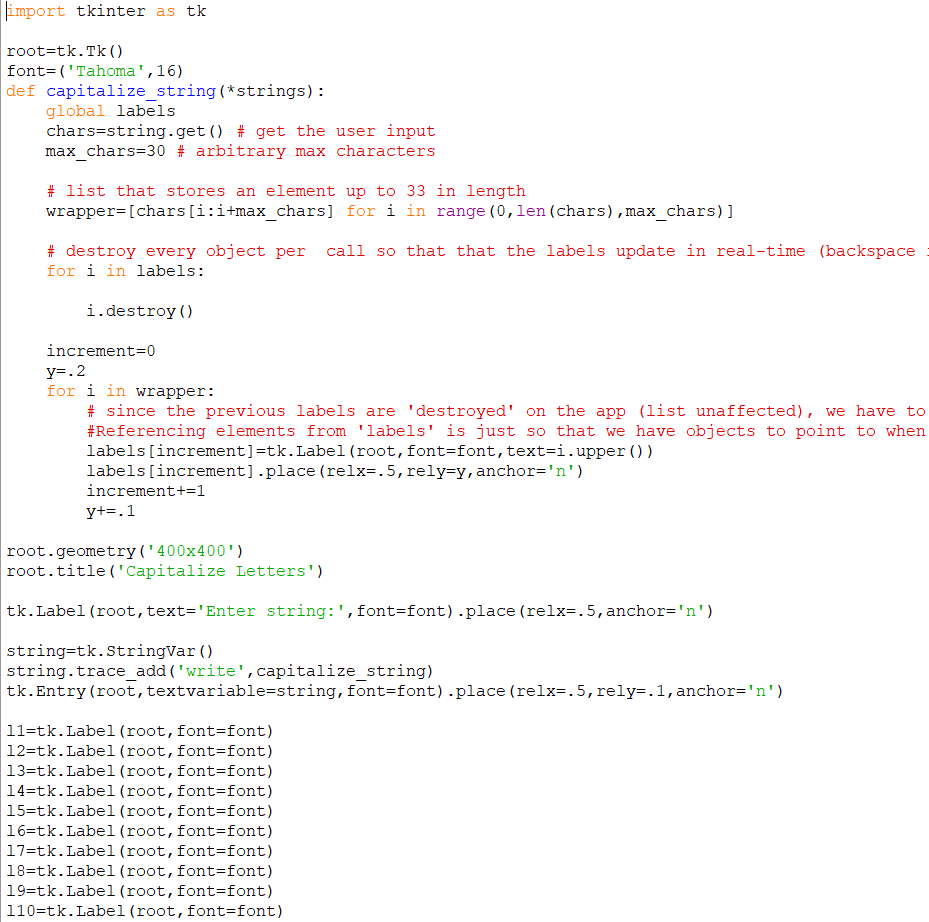 import tkinter as tk
root=tk.Tk()
font=('Tahoma',16)
def capitalize_string(*strings):
    global labels
    chars=string.get() # get the user input
    max_chars=30 # arbitrary max characters
    # list that stores an element up to 33 in length
    wrapper=[chars[i:i+max_chars] for i in range(0,len(chars),max_chars)]
    # destroy every object per  call so that that the labels update in real-time (backspace
    for i in labels:
        i.destroy()
    increment=0
    y=.2
    for i in wrapper:
        # since the previous labels are 'destroyed' on the app (list unaffected), we have to
        #Referencing elements from 'labels' is just so that we have objects to point to when
        labels[increment]=tk.Label(root,font=font,text=i.upper())
        labels[increment].place(relx=.5,rely=y,anchor='n')
        increment+=1
        y+=.1
root.geometry('400x400')
root.title('Capitalize Letters')
tk.Label(root,text='Enter string:',font=font).place(relx=.5,anchor='n')
string=tk.StringVar()
string.trace_add('write',capitalize_string)
tk.Entry(root,textvariable=string,font=font).place(relx=.5,rely=.1,anchor='n')
l1=tk.Label(root,font=font)
l2=tk.Label(root,font=font)
l3=tk.Label(root,font=font)
l4=tk.Label(root,font=font)
l5=tk.Label(root,font=font)
l6=tk.Label(root,font=font)
l7=tk.Label(root,font=font)
l8=tk.Label(root,font=font)
l9=tk.Label(root,font=font)
l10=tk.Label(root,font=font)